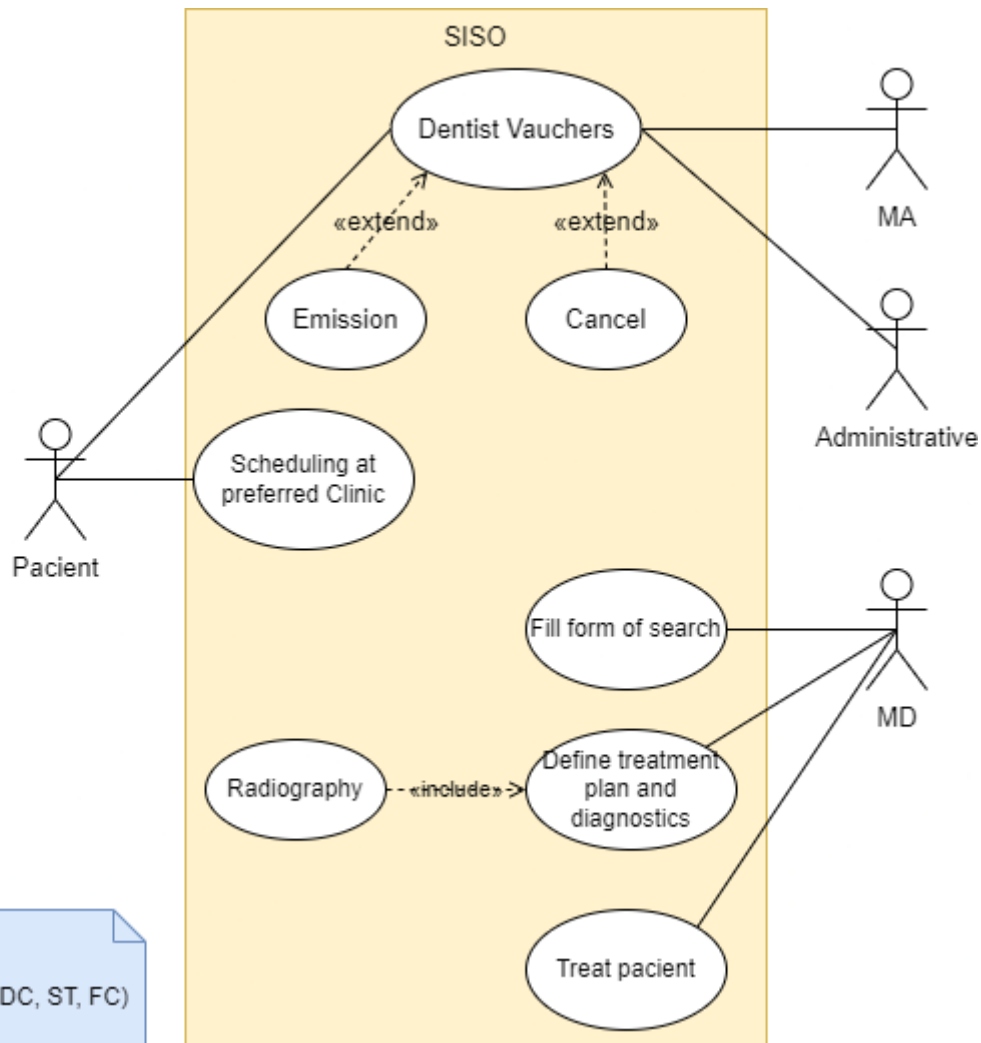 SISO
Dentist Vauchers
MA
«extend»
«extend»
Emission
Cancel
Administrative
Scheduling at
preferred Clinic
Pacient
Fill form of search
MD
Radiography
«include»
Define treatment
plan and
diagnostics
Treat pacient
DC, ST, FC)